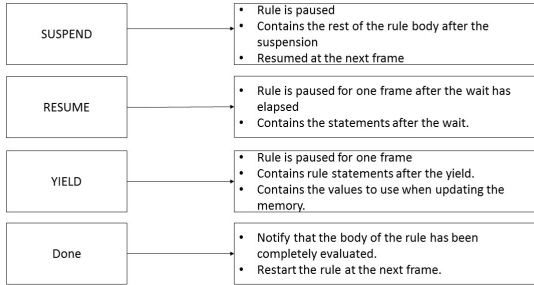 SUSPEND
• Rule is paused
• Contains the rest of the rule body after the
suspension
• Resumed at the next frame
RESUME
• Rule is paused for one frame after the wait has
elapsed
• Contains the statements after the wait.
YIELD
• Rule is paused for one frame
• Contains rule statements after the yield.
• Contains the values to use when updating the
memory.
Done
• Notify that the body of the rule has been
completely evaluated.
• Restart the rule at the next frame.